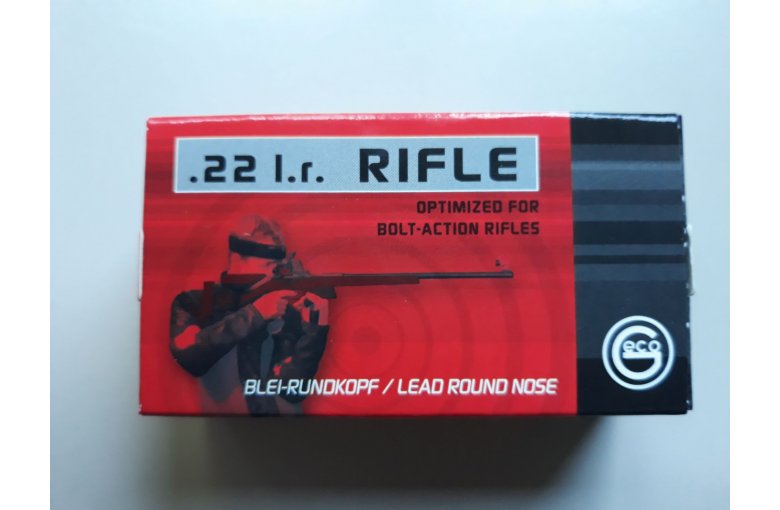 .22 l.r. RIFLE
OPTIMIZED FOR
BOLT-ACTION RIFLES
Geco
BLEI-RUNDKOPF / LEAD ROUND NOSE